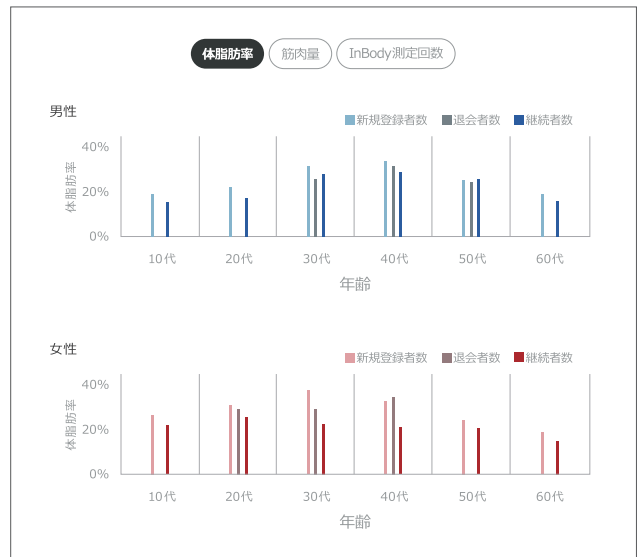 体脂肪率 筋肉量 InBody測定回数
男性
新規登録者数 退会者数 継続者数
体脂肪率
40%
20%
0%
10代 20代 30代 40代 50代 60代
年齢
女性
新規登録者数 退会者数 継続者数
体脂肪率
40%
20%
0%
10代 20代 30代 40代 50代 60代
年齢